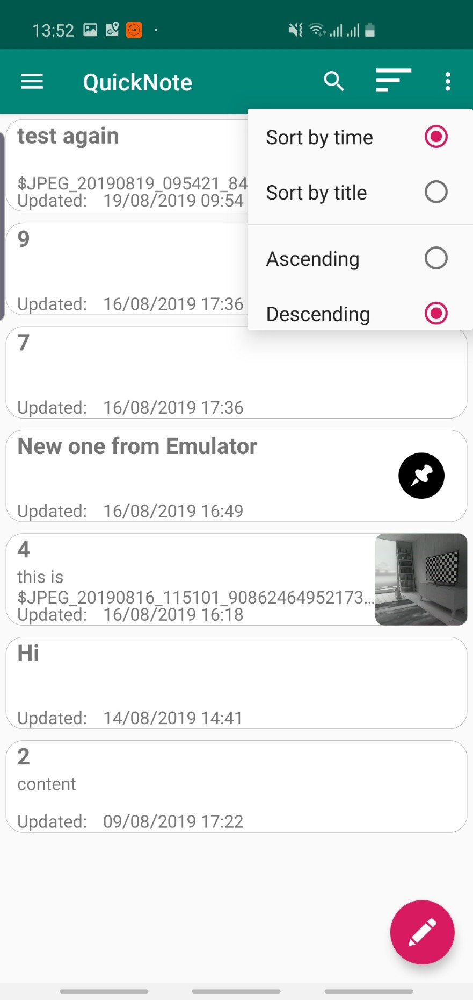 13:52
QuickNote
Sort by time
Sort by title
Ascending
Descending
test again
$JPEG_20190819_095421_84
Updated: 19/08/2019 09:54
9
Updated: 16/08/2019 17:36
7
Updated: 16/08/2019 17:36
New one from Emulator
Updated: 16/08/2019 16:49
4
this is
$JPEG_20190816_115101_90862464952173...
Updated: 16/08/2019 16:18
Hi
Updated: 14/08/2019 14:41
2
content
Updated: 09/08/2019 17:22